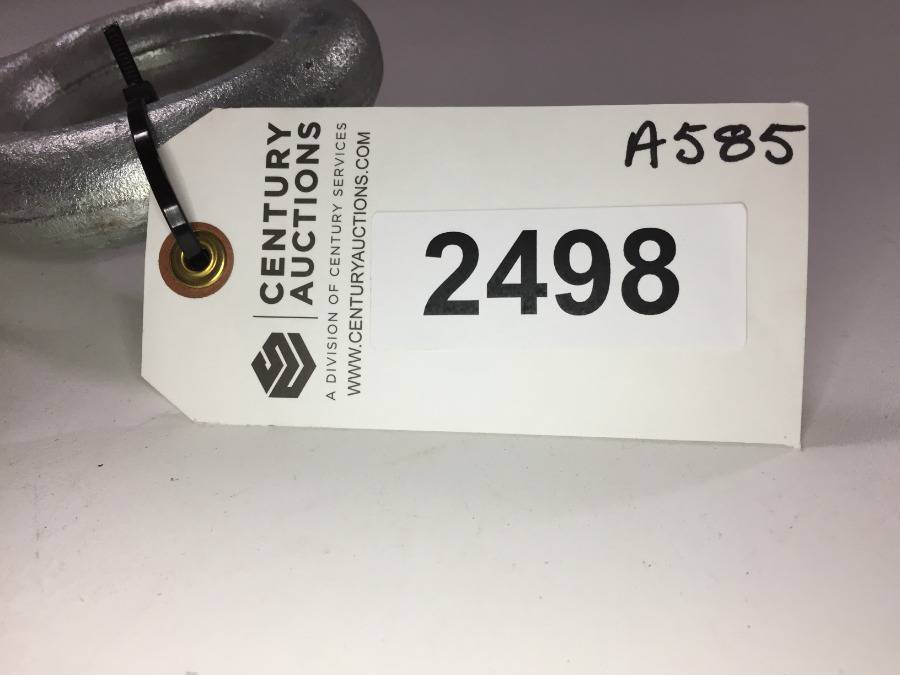 A585
2498
CENTURY
AUCTIONS
A DIVISION OF CENTURY SERVICES
WWW.CENTURYAUCTIONS.COM